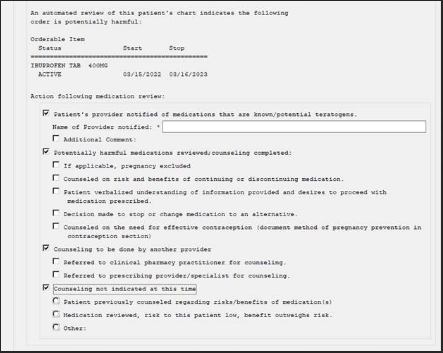 An automated review of this patient's chart indicates the following
order is potentially harmful:
Orderable Item
Status Start Stop
================================================
IBUPROFEN TAB 400MG
ACTIVE 03/15/2022 03/16/2023
Action following medication review:
Patient's provider notified of medications that are known/potential teratogens.
Name of Provider notified: *
Additional Comment:
Potentially harmful medications reviewed/counseling completed:
If applicable, pregnancy excluded
Counseled on risk and benefits of continuing or discontinuing medication.
Patient verbalized understanding of information provided and desires to proceed with
medication prescribed.
Decision made to stop or change medication to an alternative.
Counseled on the need for effective contraception (document method of pregnancy prevention in
contraception section)
Counseling to be done by another provider
Referred to clinical pharmacy practitioner for counseling.
Referred to prescribing provider/specialist for counseling.
Counseling not indicated at this time
Patient previously counseled regarding risks/benefits of medication(s)
Medication reviewed, risk to this patient low, benefit outweighs risk.
Other: